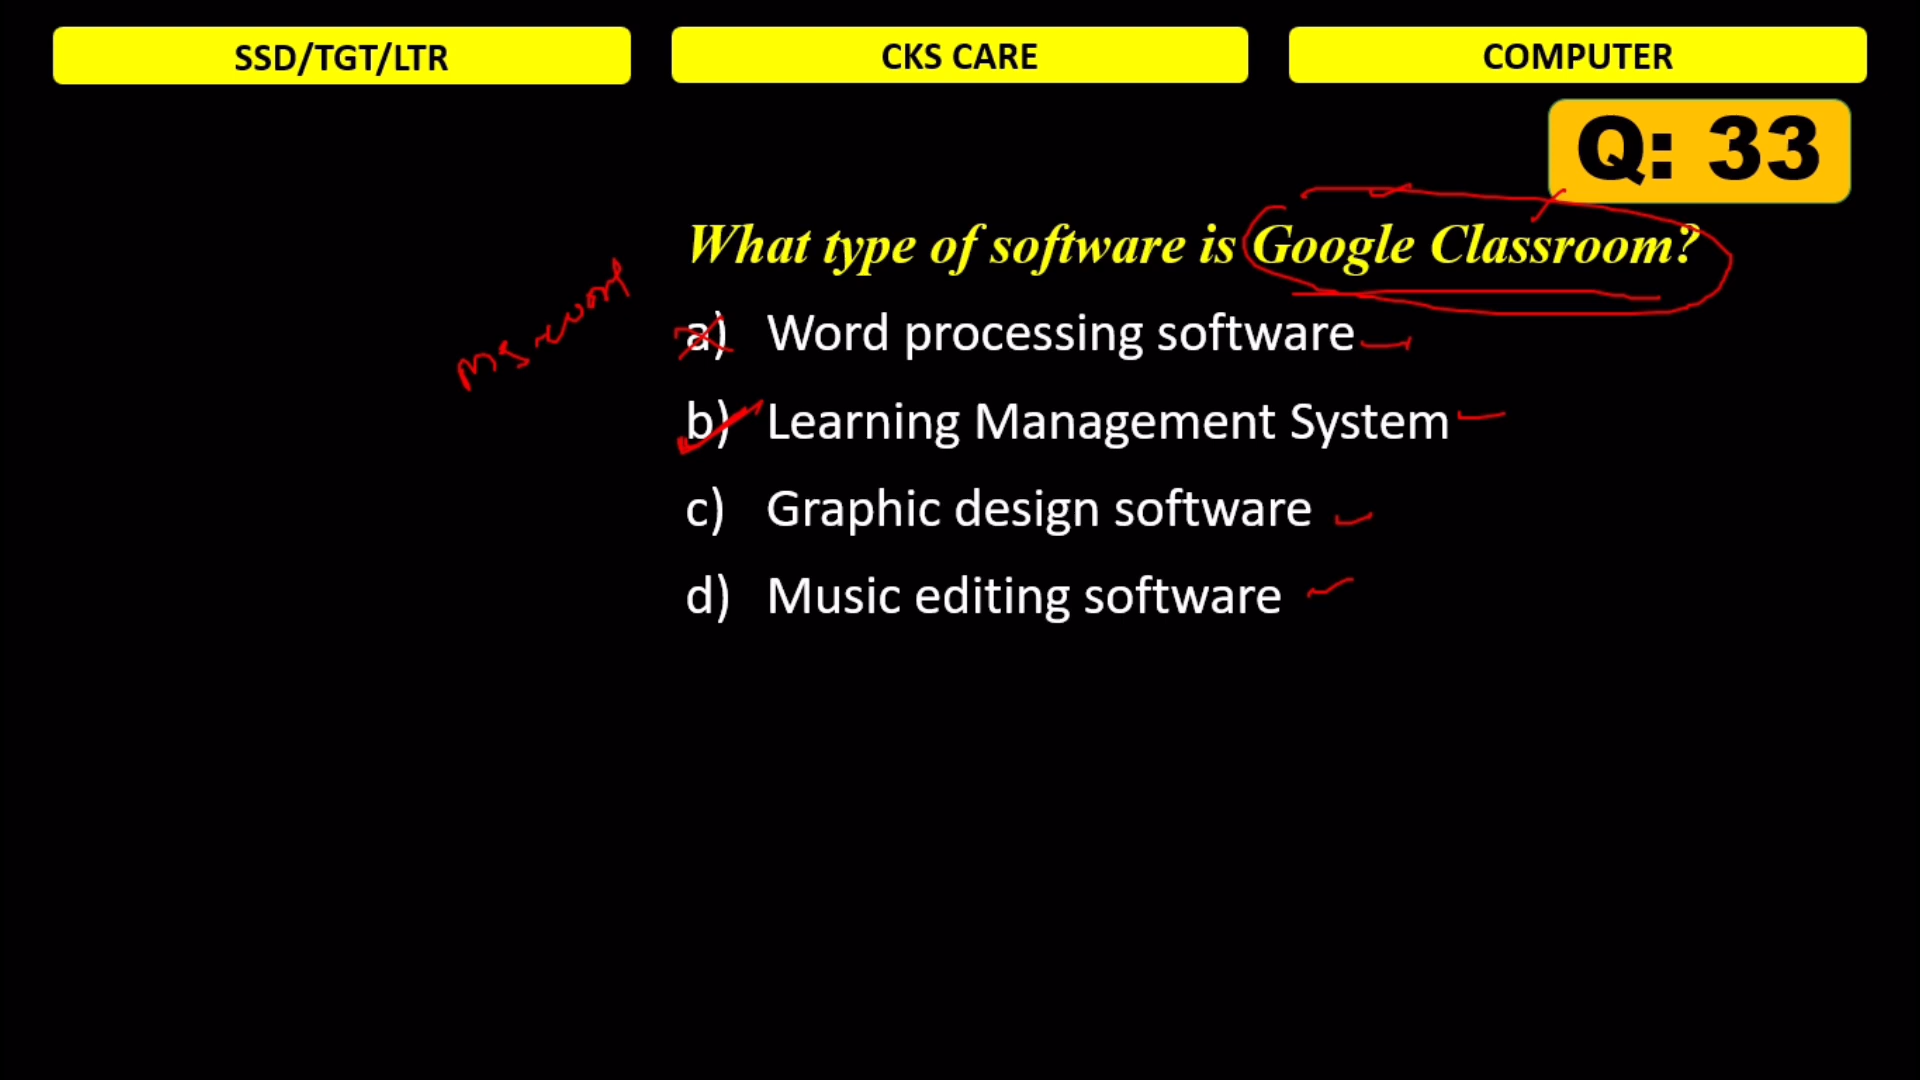 SSD/TGT/LTR
CKS CARE
COMPUTER
Q: 33
What type of software is Google Classroom?
ms-word
a) Word processing software
b) Learning Management System
c) Graphic design software
d) Music editing software